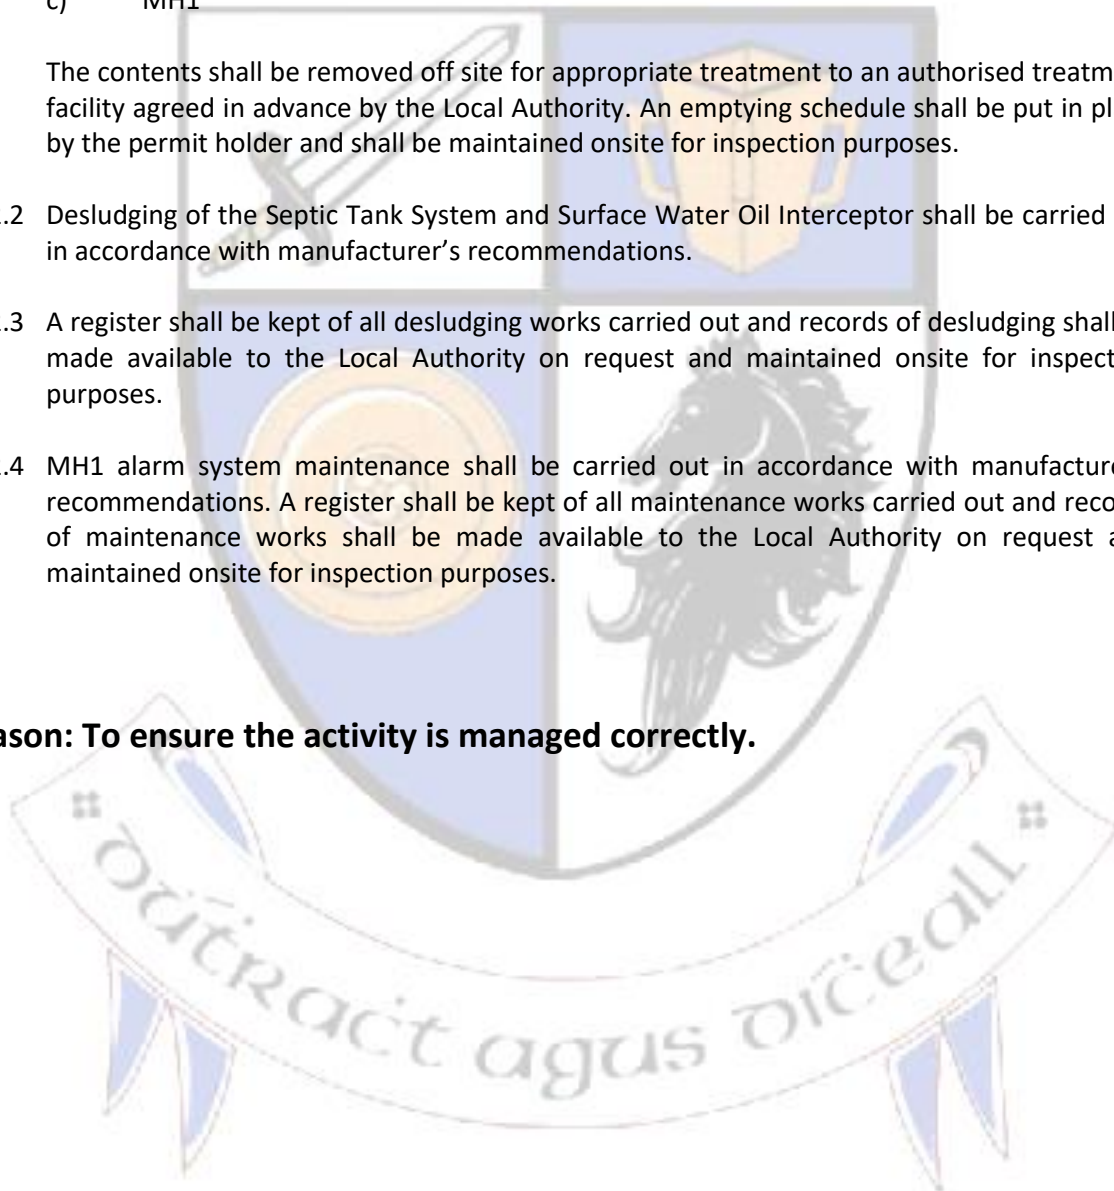 c) MH1
The contents shall be removed off site for appropriate treatm
facility agreed in advance by the Local Authority. An emptying schedule shall be put in pl
by the permit holder and shall be maintained onsite for inspection purposes.
.2 Desludging of the Septic Tank System and Surface Water Oil Interceptor shall be carried
in accordance with manufacturer’s recommendations.
.3 A register shall be kept of all desludging works carried out and records of desludging shall
made available to the Local Authority on request and maintained onsite for inspect
purposes.
.4 MH1 alarm system maintenance shall be carried out in accordance with manufacture
recommendations. A register shall be kept of all maintenance works carried out and reco
of maintenance works shall be made available to the Local Authority on request a
maintained onsite for inspection purposes.
ason: To ensure the activity is managed correctly.
Dúṫraċt agus Díċeall